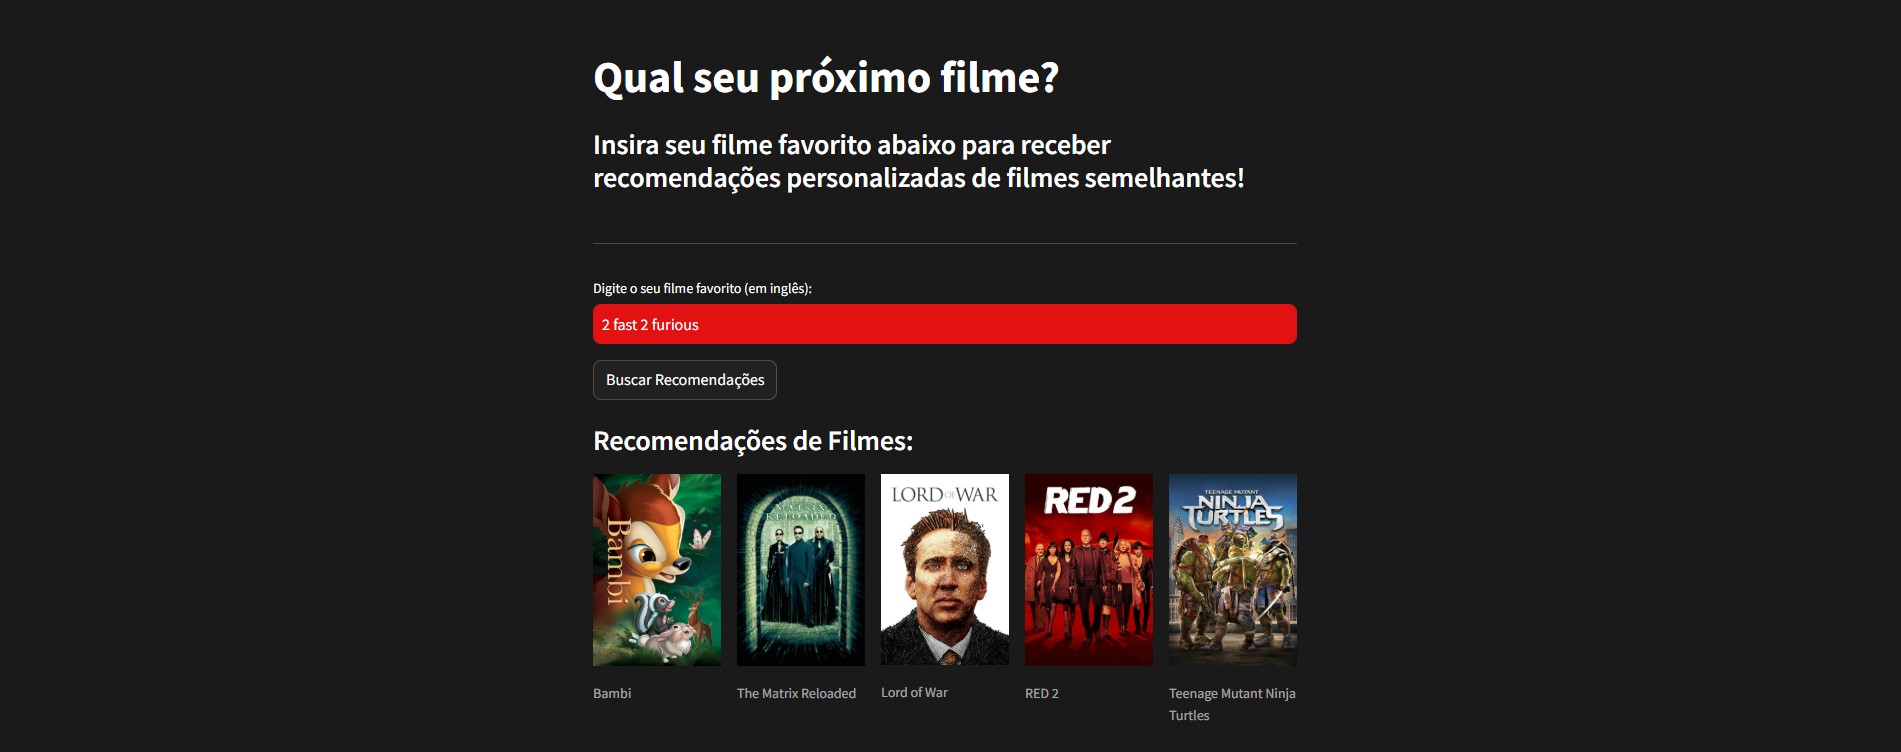 Qual seu próximo filme?
Insira seu filme favorito abaixo para receber
recomendações personalizadas de filmes semelhantes!
Digite o seu filme favorito (em inglês):
2 fast 2 furious
Buscar Recomendações
Recomendações de Filmes:
Bambi
MATRIX
RELOADED
LORD OF WAR
RED 2
TEENAGE MUTANT
NINJA
TURTLES
Bambi
The Matrix Reloaded
Lord of War
RED 2
Teenage Mutant Ninja
Turtles